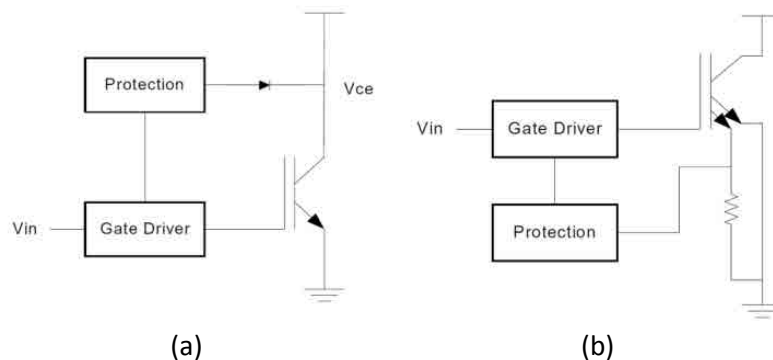 Protection
Vce
Vin
Gate Driver
(a)
Vin
Gate Driver
Protection
(b)